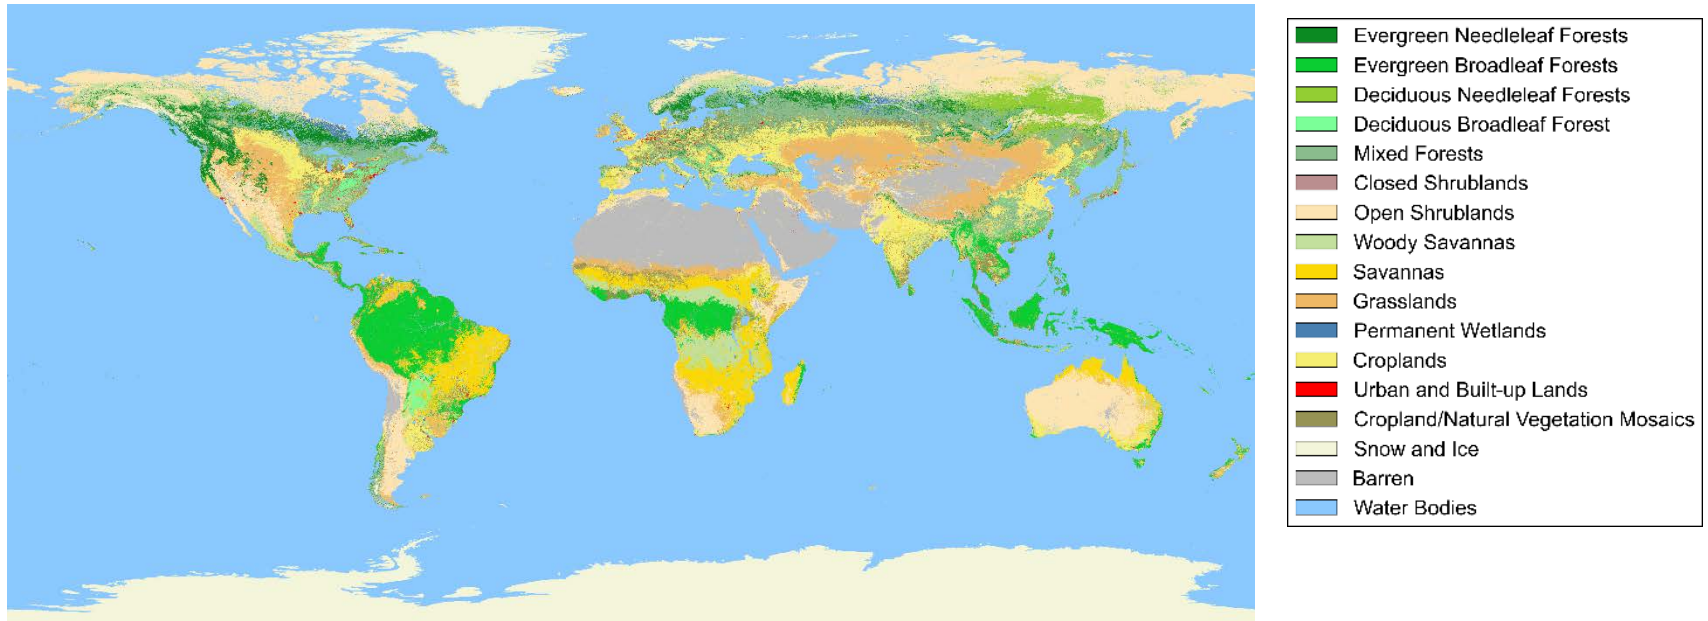 Evergreen Needleleaf Forests
Evergreen Broadleaf Forests
Deciduous Needleleaf Forests
Deciduous Broadleaf Forest
Mixed Forests
Closed Shrublands
Open Shrublands
Woody Savannas
Savannas
Grasslands
Permanent Wetlands
Croplands
Urban and Built-up Lands
Cropland/Natural Vegetation Mosaics
Snow and Ice
Barren
Water Bodies